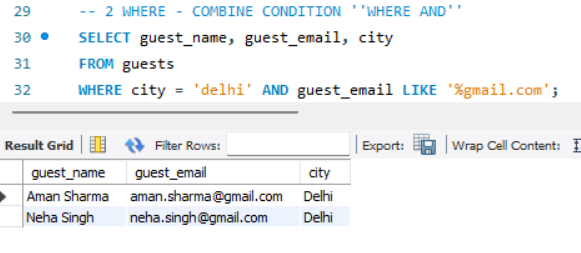 29 -- 2 WHERE - COMBINE CONDITION ''WHERE AND''
30 SELECT guest_name, guest_email, city
31 FROM guests
32 WHERE city = 'delhi' AND guest_email LIKE '%gmail.com';
Result Grid Filter Rows: Export: Wrap Cell Content:
guest_name guest_email city
Aman Sharma aman.sharma@gmail.com Delhi
Neha Singh neha.singh@gmail.com Delhi